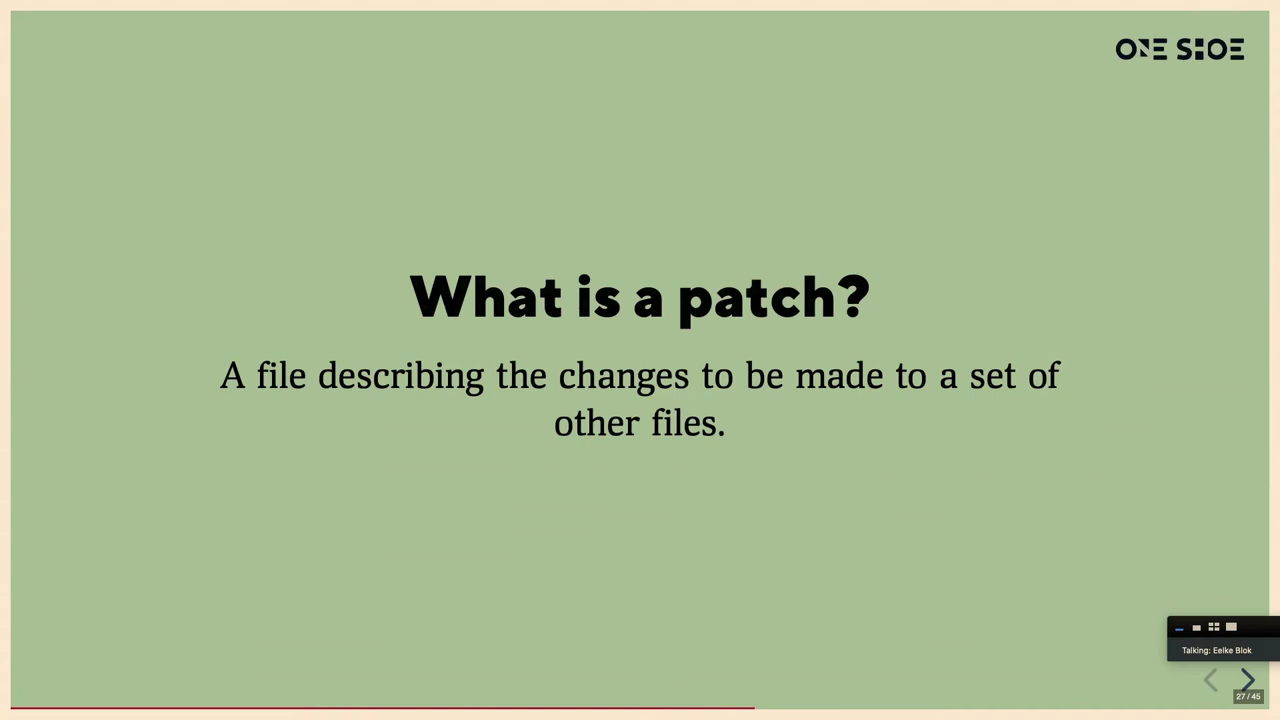 ONE SHOE
What is a patch?
A file describing the changes to be made to a set of
other files.
Talking: Eelke Blok
27 / 45